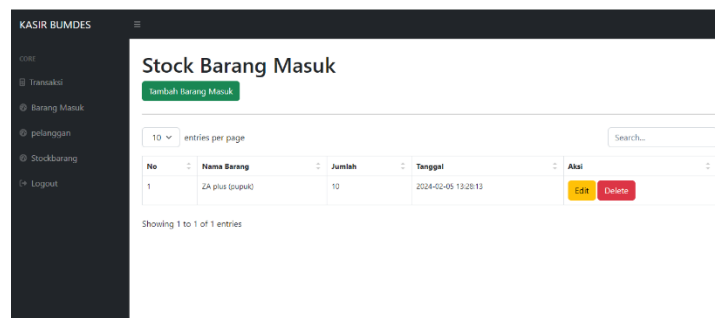 KASIR BUMDES
CORE
Transaksi
Barang Masuk
pelanggan
Stockbarang
Logout
Stock Barang Masuk
Tambah Barang Masuk
10 entries per page
Search...
No Nama Barang Jumlah Tanggal Aksi
1 ZA plus (pupuk) 10 2024-02-05 13:28:13 Edit Delete
Showing 1 to 1 of 1 entries